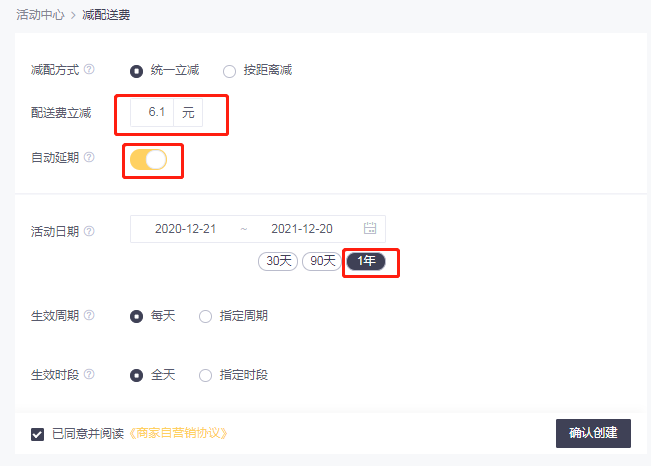 活动中心 > 减配送费
减配方式 统一立减 按距离减
配送费立减 6.1 元
自动延期
活动日期 2020-12-21 ~ 2021-12-20
30天 90天 1年
生效周期 每天 指定周期
生效时段 全天 指定时段
已同意并阅读《商家自营销协议》 确认创建